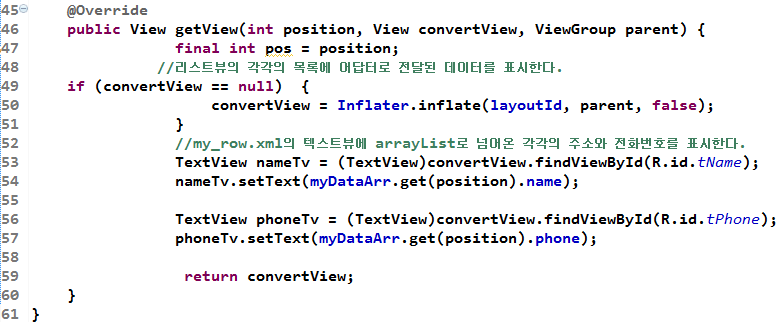 45 @Override
46 public View getView(int position, View convertView, ViewGroup parent) {
47 final int pos = position;
48 //리스트뷰의 각각의 목록에 어답터로 전달된 데이터를 표시한다.
49 if (convertView == null) {
50 convertView = Inflater.inflate(layoutId, parent, false);
51 }
52 //my_row.xml의 텍스트뷰에 arrayList로 넘어온 각각의 주소와 전화번호를 표시한다.
53 TextView nameTv = (TextView)convertView.findViewById(R.id.tName);
54 nameTv.setText(myDataArr.get(position).name);
55
56 TextView phoneTv = (TextView)convertView.findViewById(R.id.tPhone);
57 phoneTv.setText(myDataArr.get(position).phone);
58
59 return convertView;
60 }
61 }